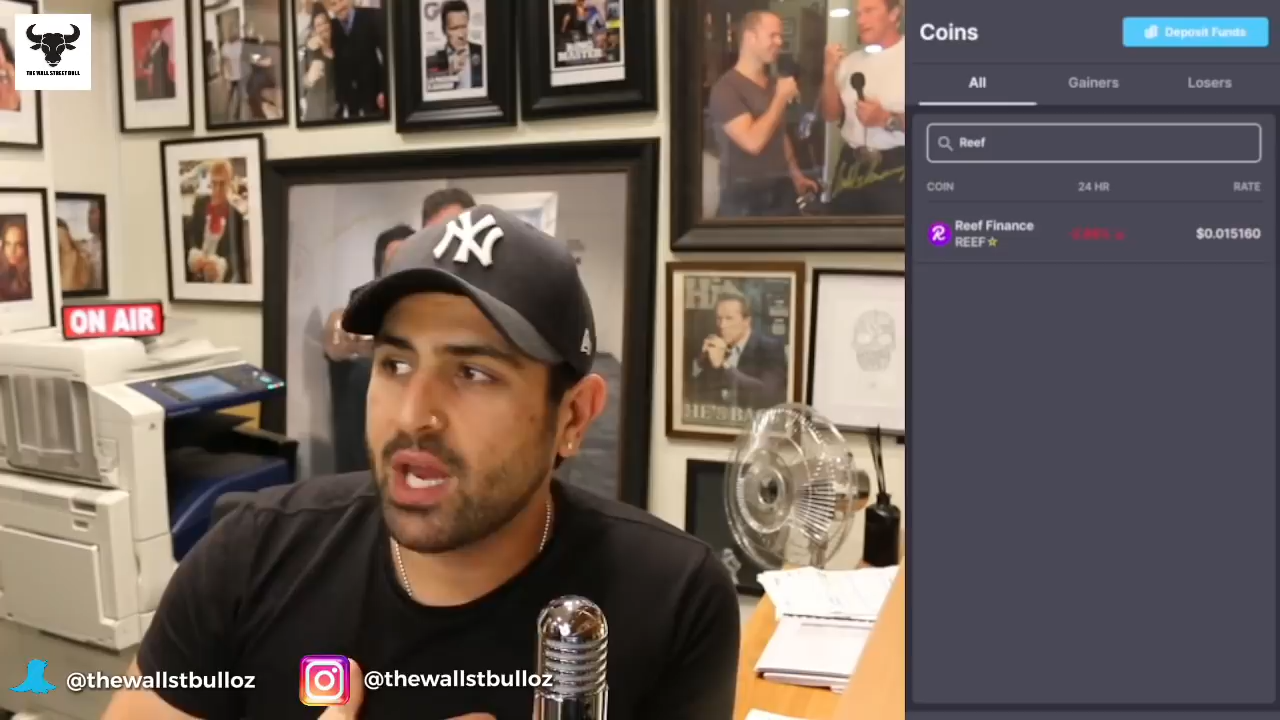 THE WALL STREET BULL
ON AIR
HE'S BA
@thewallstbulloz
@thewallstbulloz
Coins
Deposit Funds
All
Gainers
Losers
Reef
COIN
24 HR
RATE
Reef Finance
REEF
$0.015160